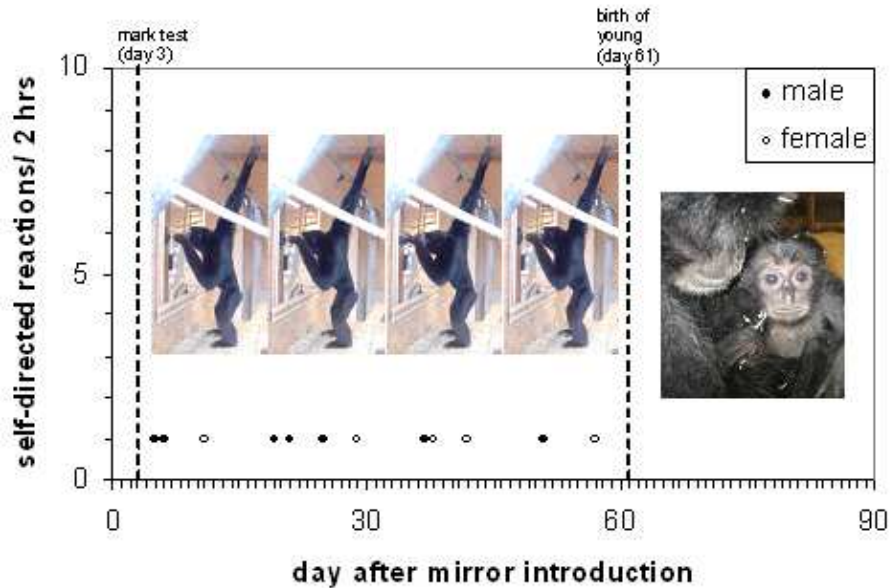 mark test
(day 3)
birth of
young
(day 61)
10
5
0
self-directed reactions/ 2 hrs
male
female
0
30
60
90
day after mirror introduction